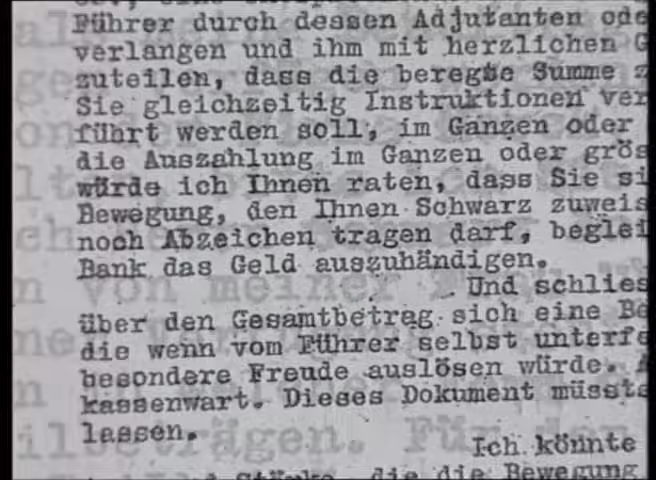 Führer durch dessen Adjutanten ode
verlangen und ihm mit herzlichen G
zuteilen, dass die beregte Summe z
Sie gleichzeitig Instruktionen ver
führt werden soll, im Ganzen oder
die Auszahlung im Ganzen oder grös
würde ich Ihnen raten, dass Sie si
Bewegung, den Ihnen Schwarz zuweis
noch Abzeichen tragen darf, beglei
Bank das Geld auszuhändigen.
Und schlies
über den Gesamtbetrag sich eine Be
die wenn vom Führer selbst unterfe
besondere Freude auslösen würde. A
kassenwart. Dieses Dokument müsst
lassen.
Ich könnte
Stücke, die die Bewegung